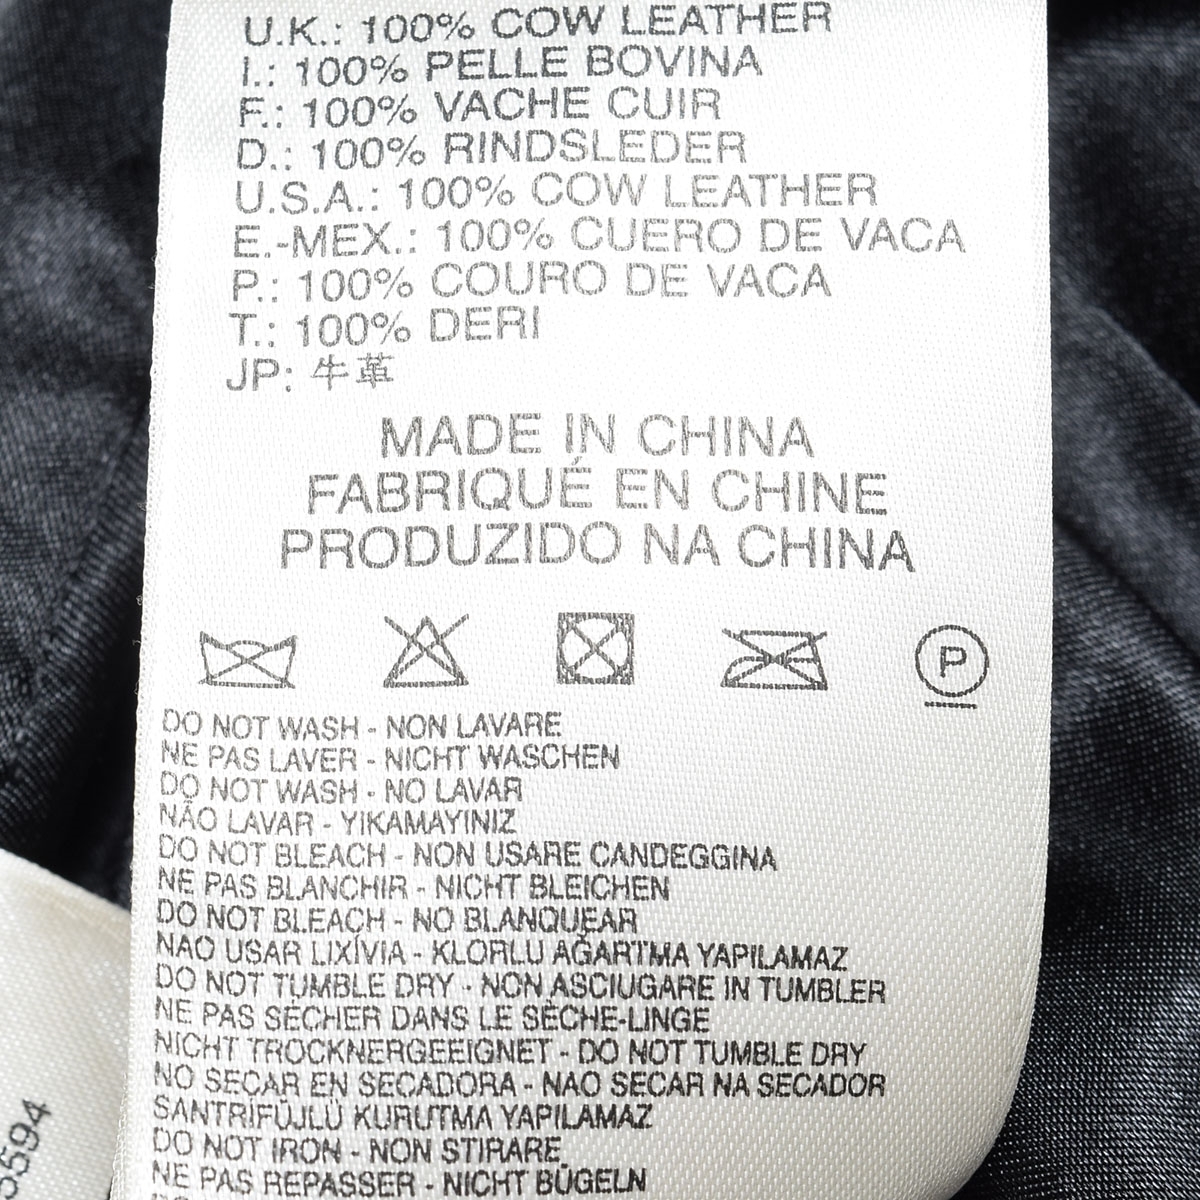 U.K.: 100% COW LEATHER
I.: 100% PELLE BOVINA
F.: 100% VACHE CUIR
D.: 100% RINDSLEDER
U.S.A.: 100% COW LEATHER
E.-MEX.: 100% CUERO DE VACA
P.: 100% COURO DE VACA
T.: 100% DERI
JP: 牛革
MADE IN CHINA
FABRIQUÉ EN CHINE
PRODUZIDO NA CHINA
P
DO NOT WASH - NON LAVARE
NE PAS LAVER - NICHT WASCHEN
DO NOT WASH - NO LAVAR
NÃO LAVAR - YIKAMAYINIZ
DO NOT BLEACH - NON USARE CANDEGGINA
NE PAS BLANCHIR - NICHT BLEICHEN
DO NOT BLEACH - NO BLANQUEAR
NAO USAR LIXÍVIA - KLORLU AĞARTMA YAPILAMAZ
DO NOT TUMBLE DRY - NON ASCIUGARE IN TUMBLER
NE PAS SÉCHER DANS LE SÈCHE-LINGE
NICHT TROCKNERGEEIGNET - DO NOT TUMBLE DRY
NO SECAR EN SECADORA - NAO SECAR NA SECADOR
SANTRIFÜJLÜ KURUTMA YAPILAMAZ
DO NOT IRON - NON STIRARE
NE PAS REPASSER - NICHT BÜGELN